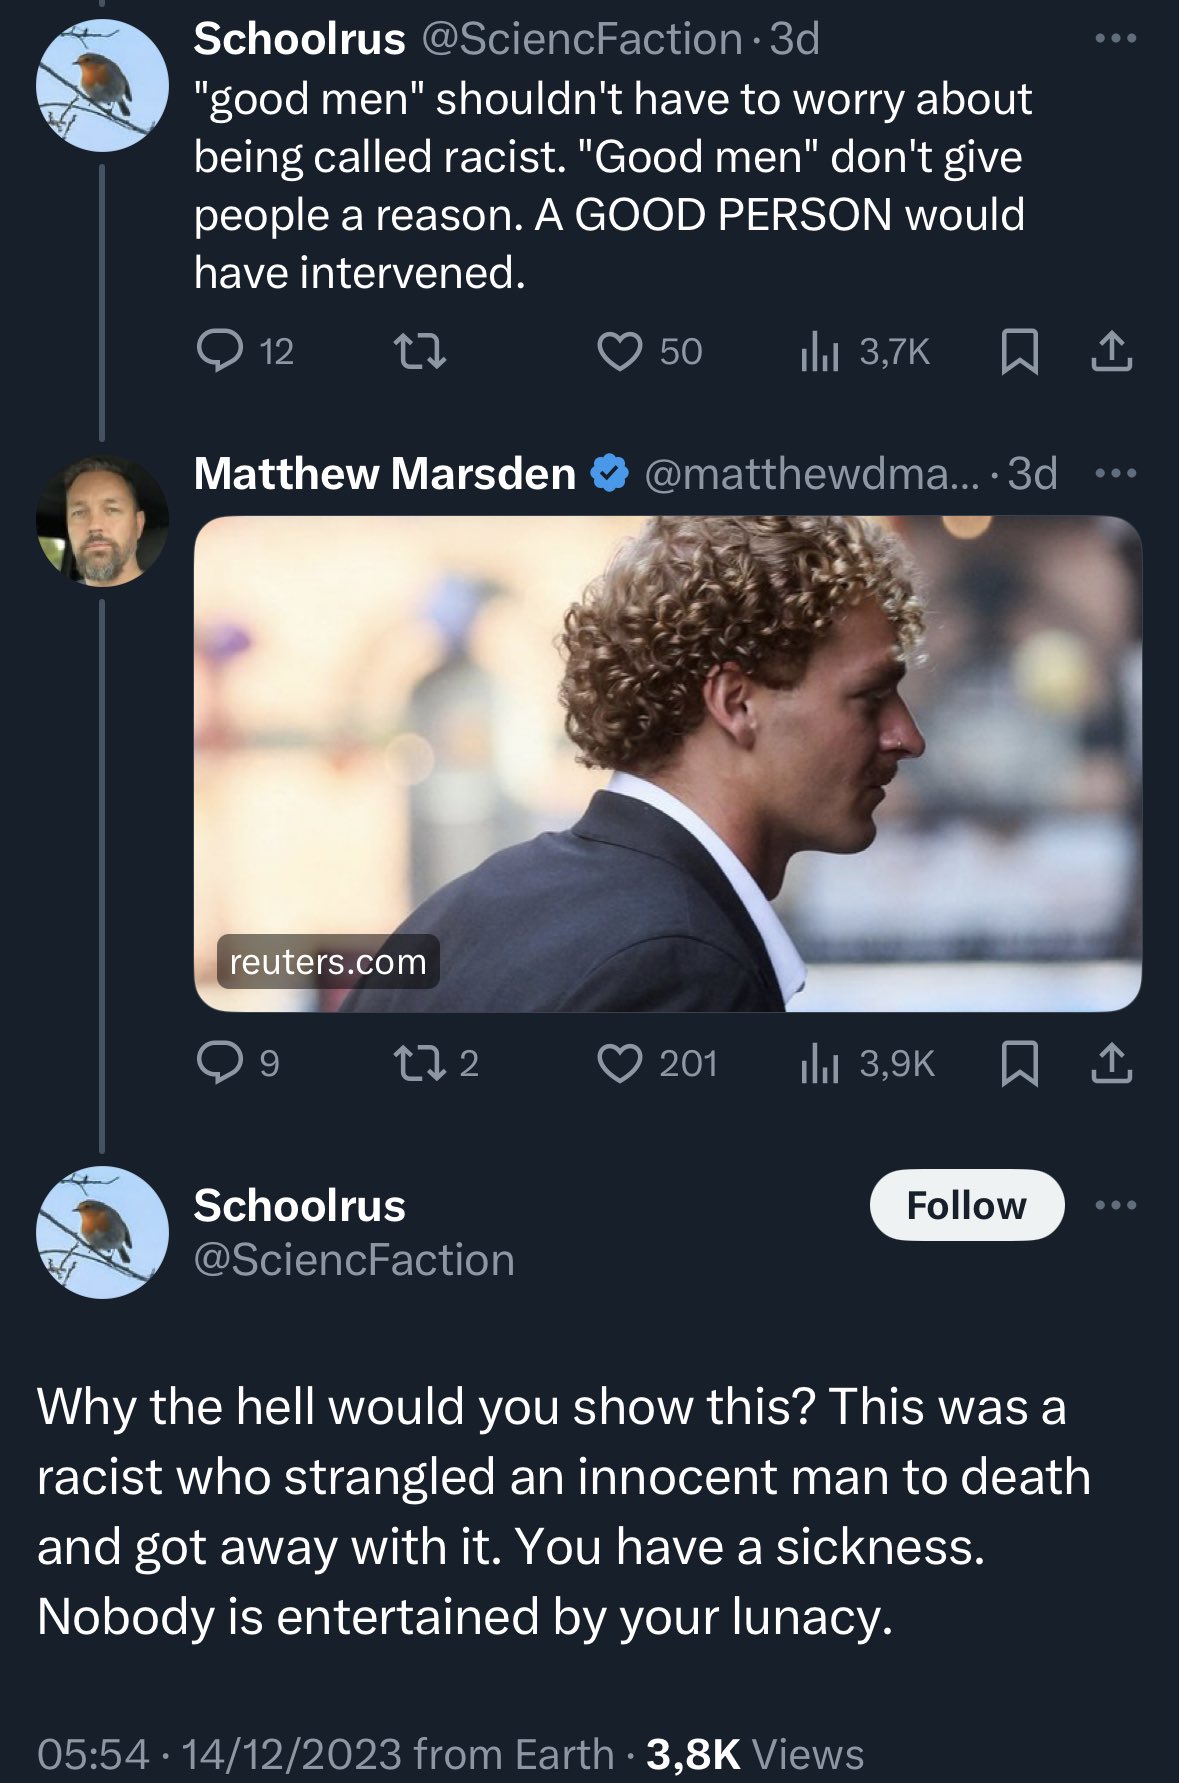 Schoolrus @SciencFaction · 3d
"good men" shouldn't have to worry about
being called racist. "Good men" don't give
people a reason. A GOOD PERSON would
have intervened.
12 50 3,7K
Matthew Marsden @matthewdma... · 3d
reuters.com
9 2 201 3,9K
Schoolrus
Follow
@SciencFaction
Why the hell would you show this? This was a
racist who strangled an innocent man to death
and got away with it. You have a sickness.
Nobody is entertained by your lunacy.
05:54 · 14/12/2023 from Earth · 3,8K Views